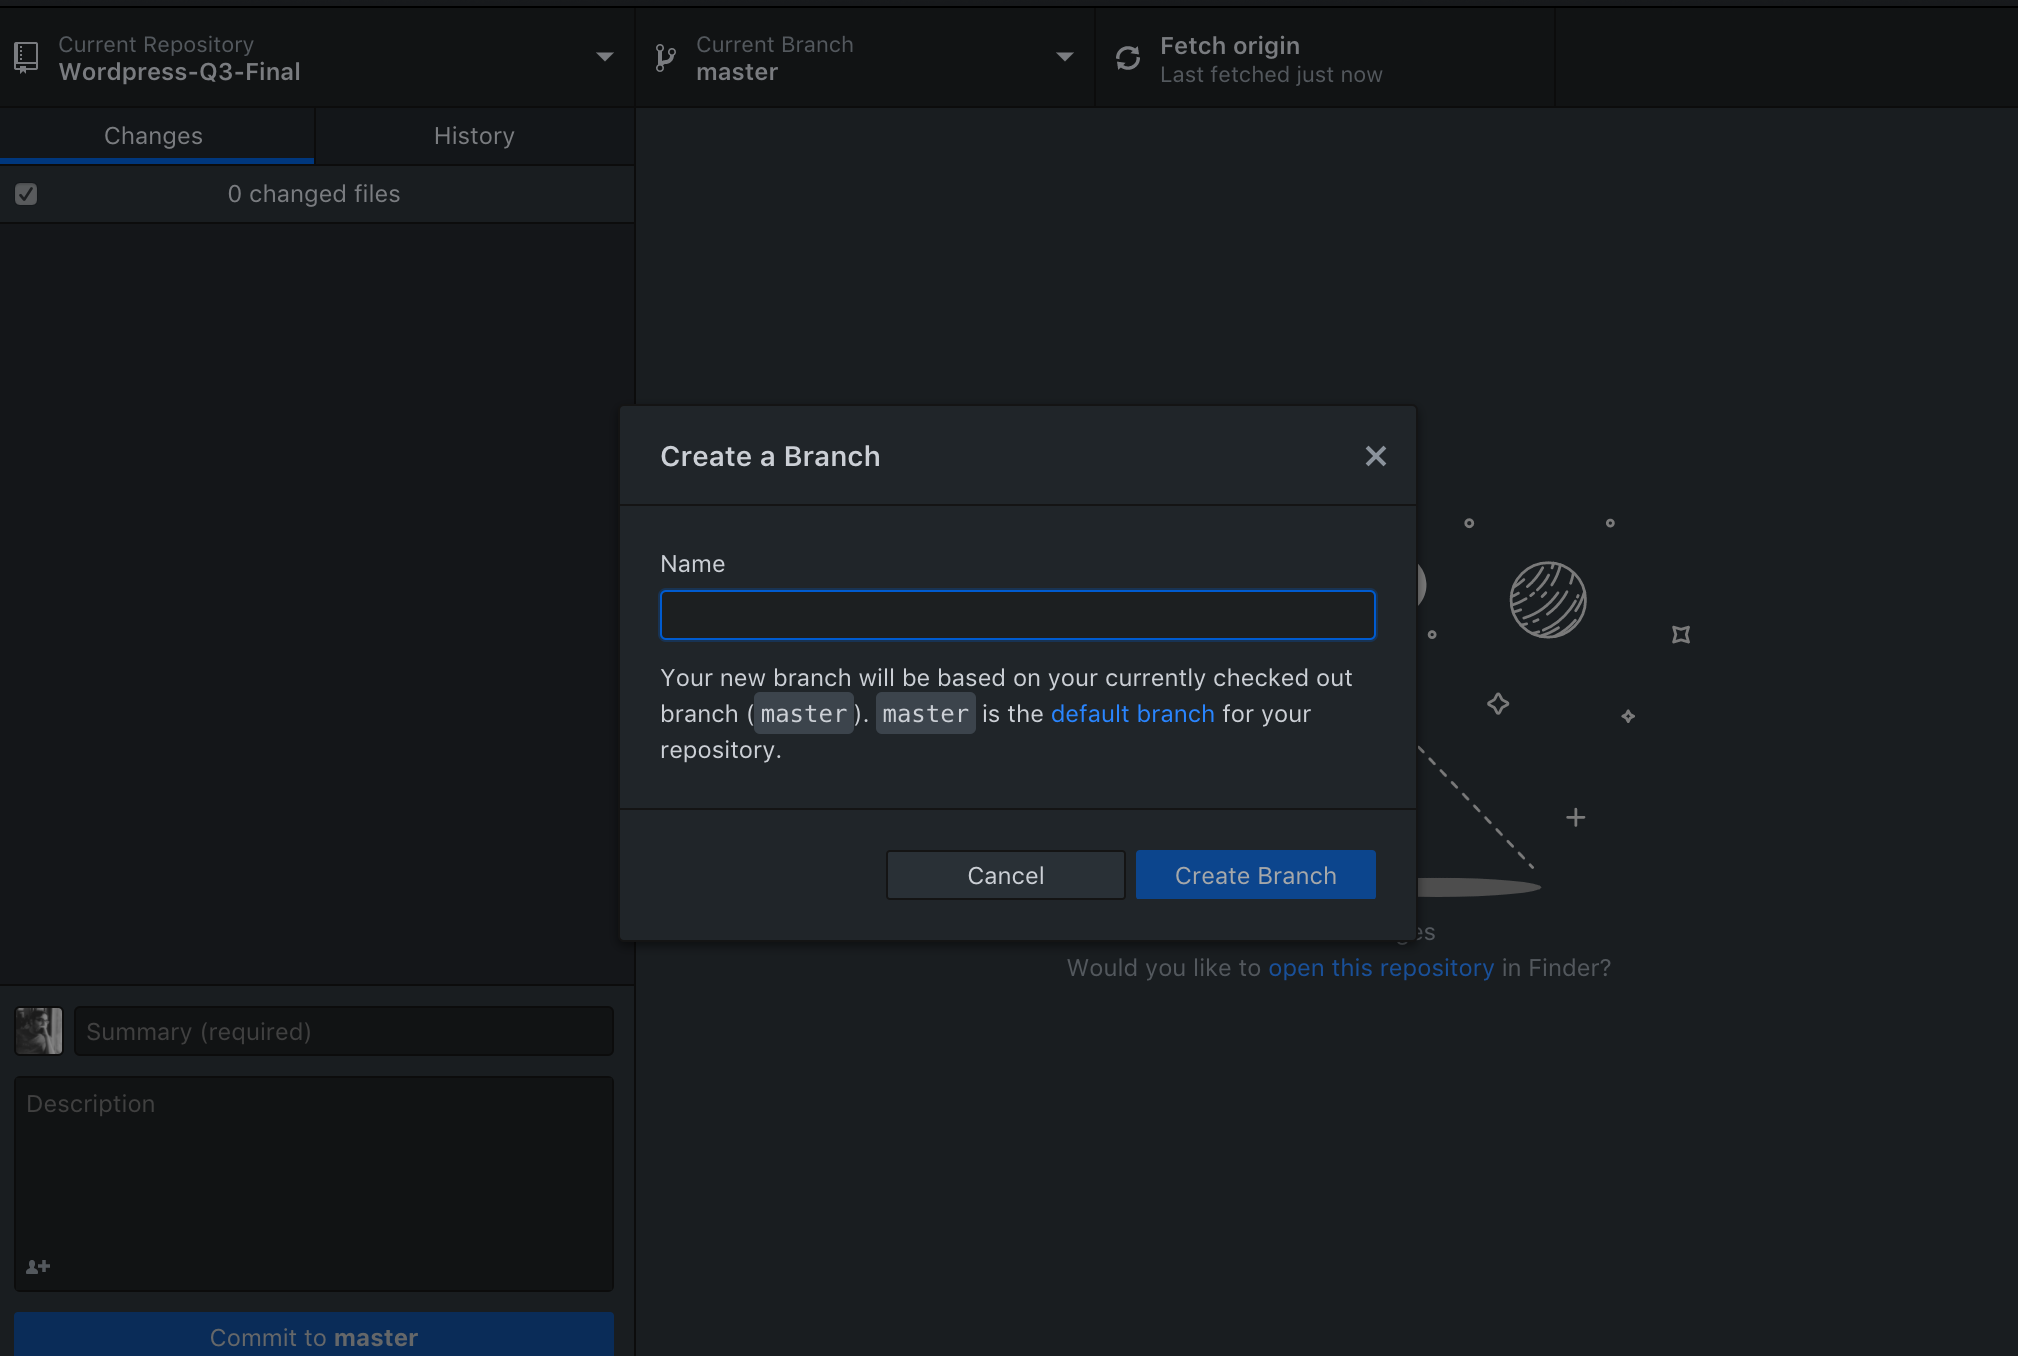 Current Repository
Wordpress-Q3-Final
Current Branch
master
Fetch origin
Last fetched just now
Changes
History
0 changed files
Create a Branch
Name
Your new branch will be based on your currently checked out
branch (master). master is the default branch for your
repository.
Cancel
Create Branch
Would you like to open this repository in Finder?
Summary (required)
Description
Commit to master